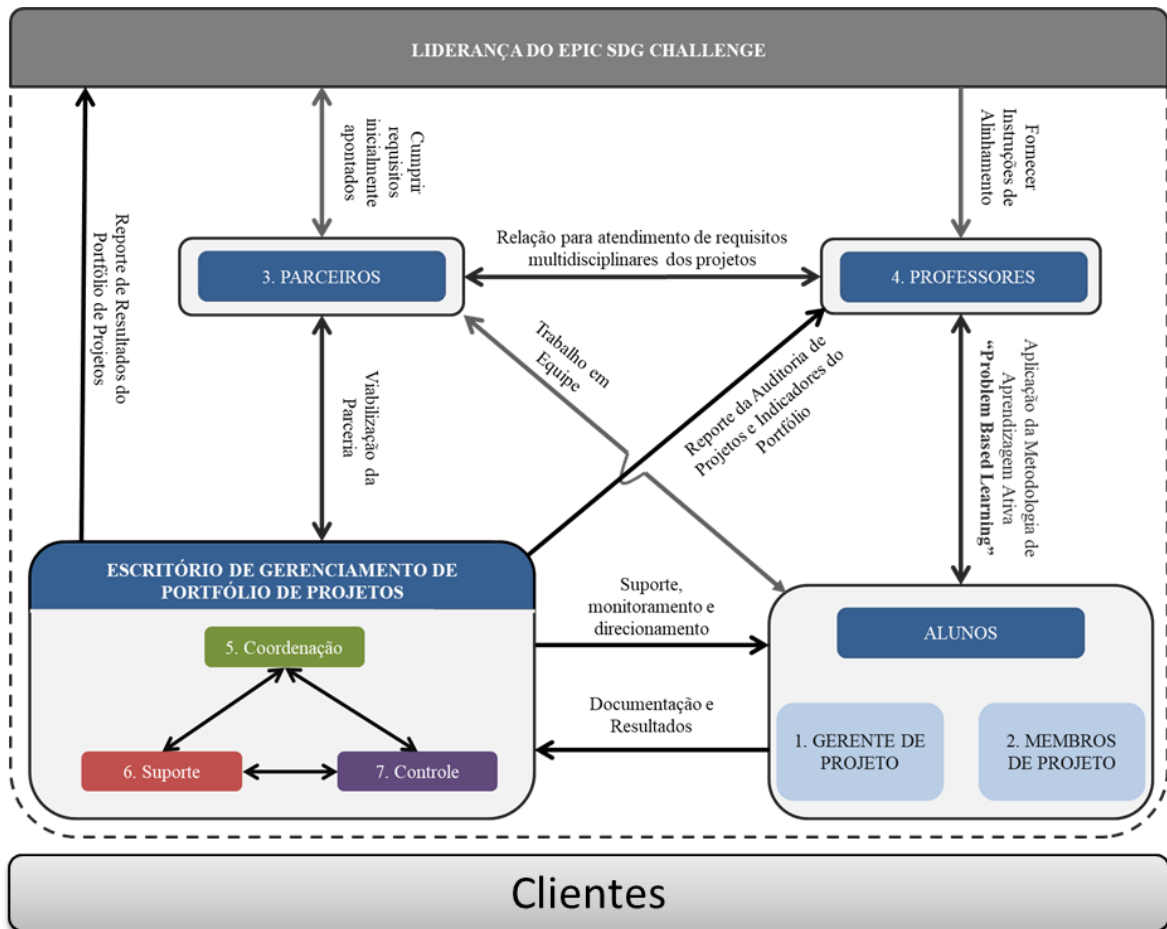 LIDERANÇA DO EPIC SDG CHALLENGE
Reporte de Resultados do
Portfólio de Projetos
Cumprir
requisitos
inicialmente
apontados
Fornecer
Instruções de
Alinhamento
3. PARCEIROS
Relação para atendimento de requisitos
multidisciplinares dos projetos
4. PROFESSORES
Viabilização da
Parceria
Trabalho em
Equipe
Reporte da Auditoria de
Projetos e Indicadores do
Portfólio
Aplicação da Metodologia de
Aprendizagem Ativa
“Problem Based Learning”
ESCRITÓRIO DE GERENCIAMENTO DE
PORTFÓLIO DE PROJETOS
5. Coordenação
6. Suporte
7. Controle
Suporte,
monitoramento e
direcionamento
Documentação e
Resultados
ALUNOS
1. GERENTE DE
PROJETO
2. MEMBROS
DE PROJETO
Clientes